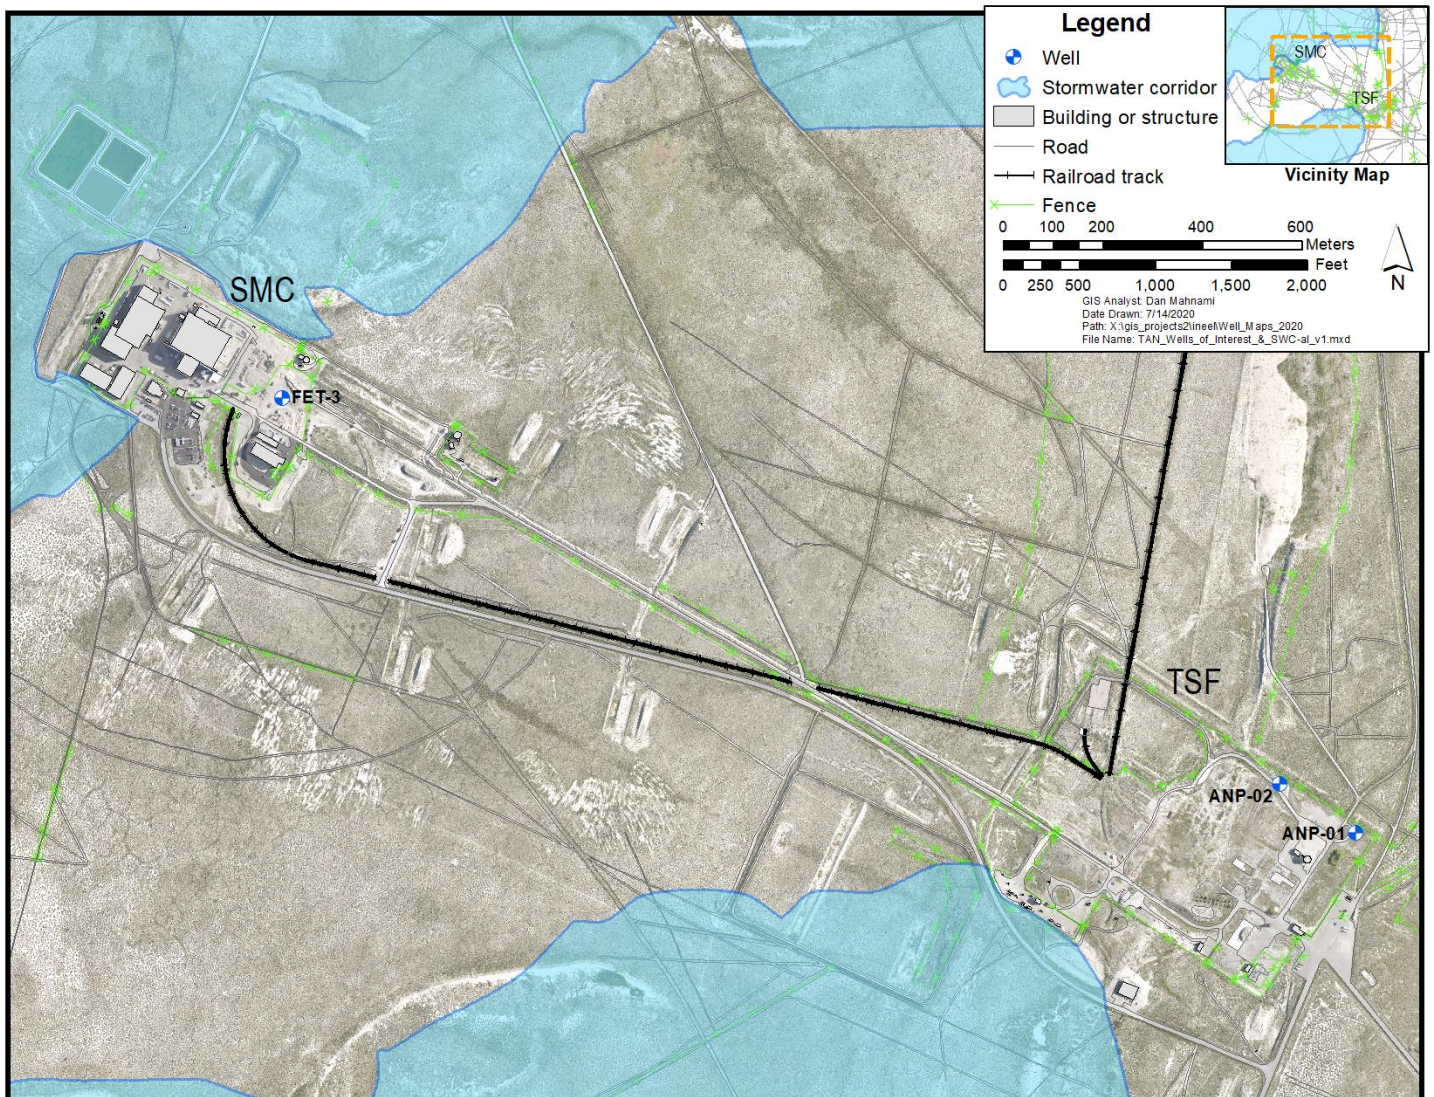 Legend
Well
Stormwater corridor
Building or structure
Road
Railroad track
Fence
0 100 200 400 600
Meters
Feet
0 250 500 1,000 1,500 2,000
GIS Analyst: Dan Mahnami
Date Drawn: 7/14/2020
Path: X:\gis_projects2\ineel\Well_Maps_2020
File Name: TAN_Wells_of_Interest_&_SWC-al_v1.mxd
N
SMC
TSF
Vicinity Map
SMC
FET-3
TSF
ANP-02
ANP-01